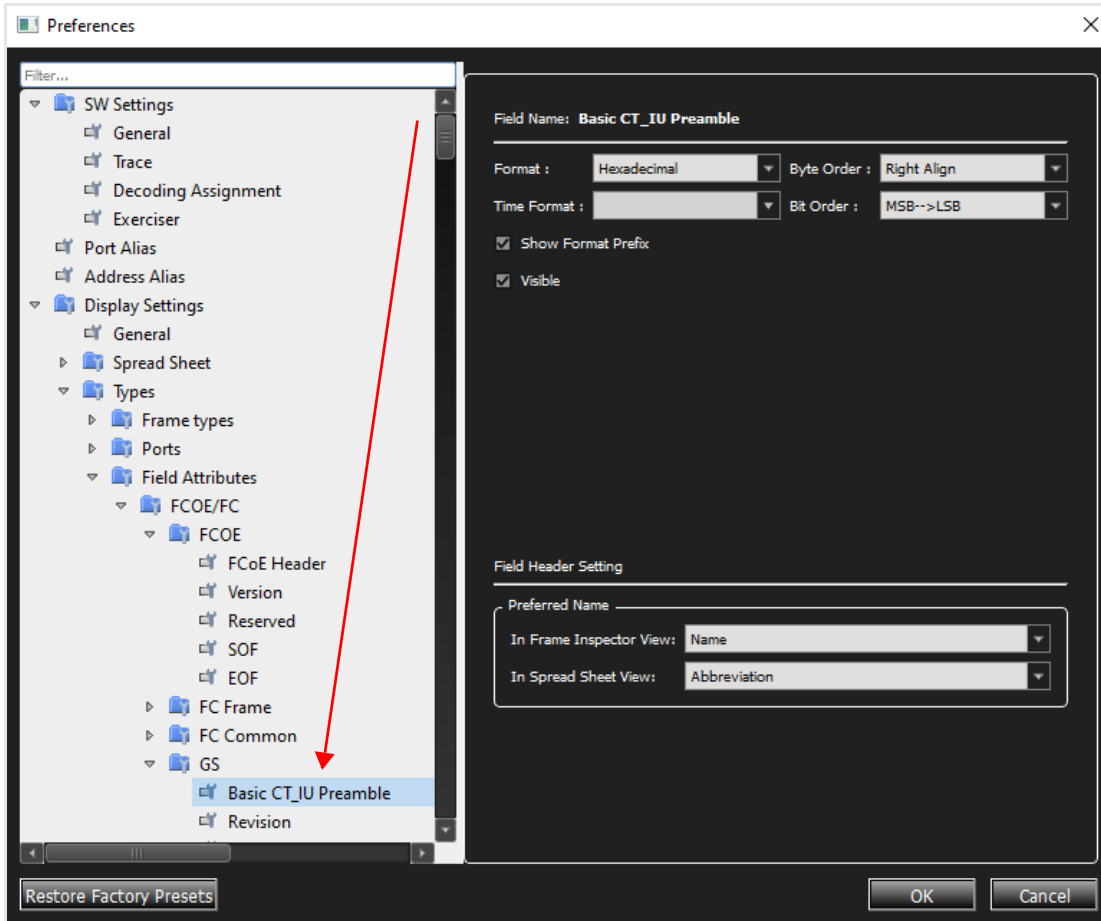 Preferences
Filter...
SW Settings
General
Trace
Decoding Assignment
Exerciser
Port Alias
Address Alias
Display Settings
General
Spread Sheet
Types
Frame types
Ports
Field Attributes
FCOE/FC
FCOE
FCoE Header
Version
Reserved
SOF
EOF
FC Frame
FC Common
GS
Basic CT_IU Preamble
Revision
Field Name: Basic CT_IU Preamble
Format : Hexadecimal Byte Order : Right Align
Time Format : Bit Order : MSB-->LSB
Show Format Prefix
Visible
Field Header Setting
Preferred Name
In Frame Inspector View: Name
In Spread Sheet View: Abbreviation
Restore Factory Presets OK Cancel